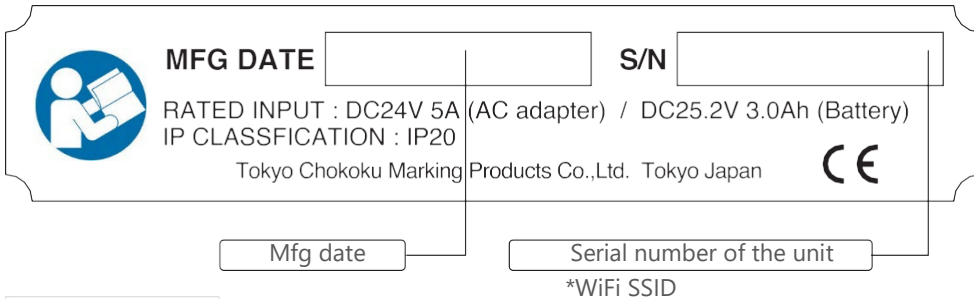 MFG DATE S/N
RATED INPUT : DC24V 5A (AC adapter) / DC25.2V 3.0Ah (Battery)
IP CLASSFICATION : IP20
Tokyo Chokoku Marking Products Co.,Ltd. Tokyo Japan CE
Mfg date Serial number of the unit
*WiFi SSID